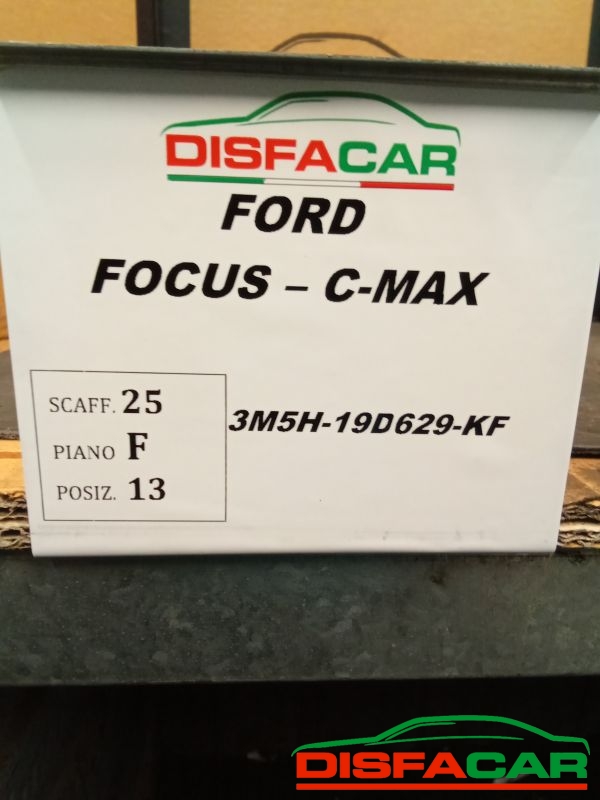 DISFACAR
FORD
FOCUS – C-MAX
SCAFF. 25
PIANO F
POSIZ. 13
3M5H-19D629-KF
DISFACAR